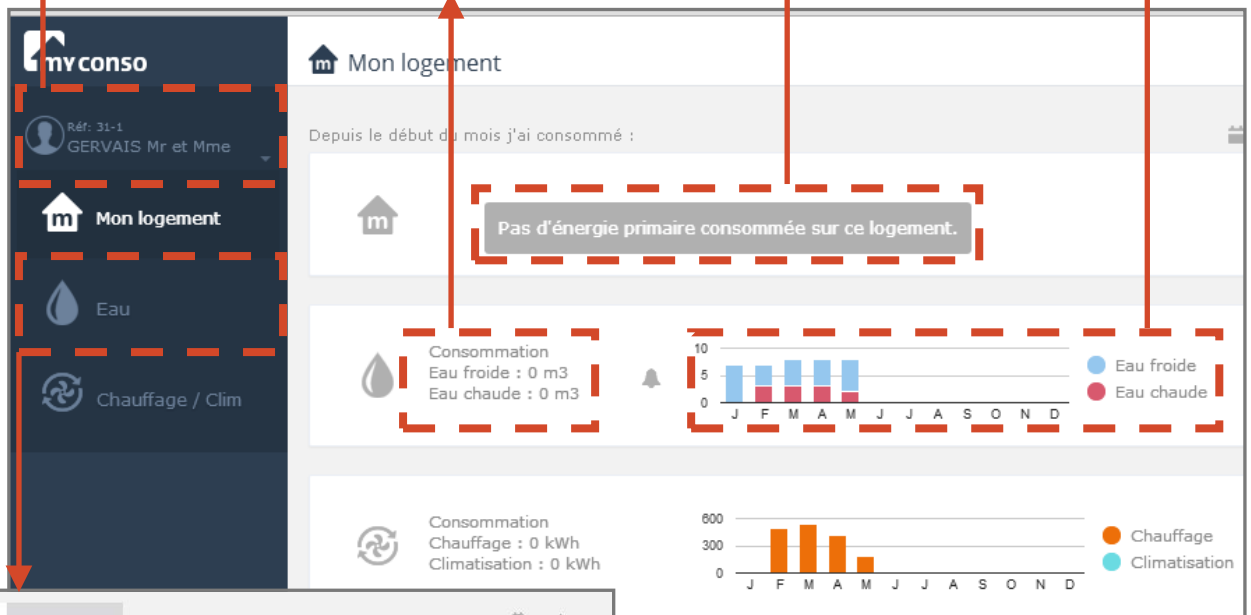 my conso
Mon logement
Réf: 31-1
GERVAIS Mr et Mme
Mon logement
Eau
Chauffage / Clim
Depuis le début du mois j'ai consommé :
m
Pas d'énergie primaire consommée sur ce logement.
Consommation
Eau froide : 0 m3
Eau chaude : 0 m3
10
5
0
J F M A M J J A S O N D
Eau froide
Eau chaude
Consommation
Chauffage : 0 kWh
Climatisation : 0 kWh
600
300
0
J F M A M J J A S O N D
Chauffage
Climatisation